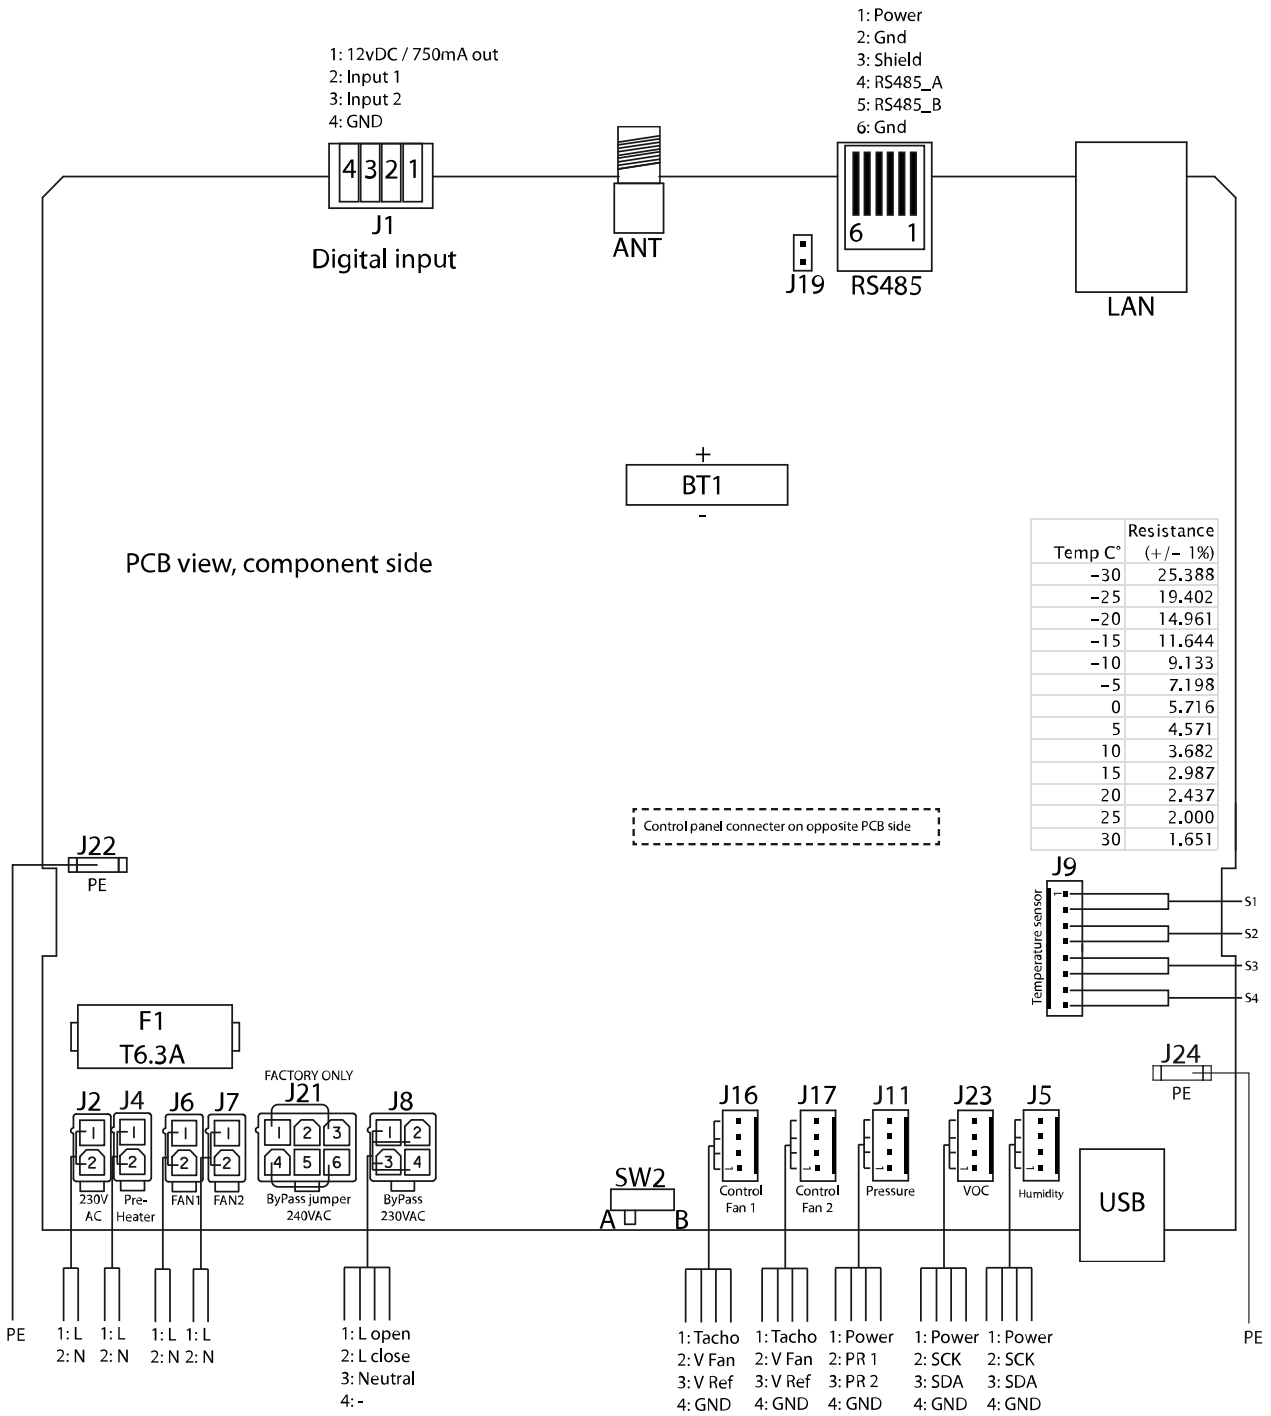 1: Power
2: Gnd
3: Shield
4: RS485_A
5: RS485_B
6: Gnd
1: 12vDC / 750mA out
2: Input 1
3: Input 2
4: GND
4 3 2 1
J1
Digital input
ANT
J19
6 1
RS485
LAN
+
BT1
-
PCB view, component side
Temp C° Resistance (+/- 1%)
-30 25.388
-25 19.402
-20 14.961
-15 11.644
-10 9.133
-5 7.198
0 5.716
5 4.571
10 3.682
15 2.987
20 2.437
25 2.000
30 1.651
Control panel connecter on opposite PCB side
J22
PE
J9
Temperature sensor
1
S1
S2
S3
S4
F1
T6.3A
J24
PE
J2
1
2
230V
AC
J4
1
2
Pre-
Heater
J6
1
2
FAN1
J7
1
2
FAN2
FACTORY ONLY
J21
1 2 3
4 5 6
ByPass jumper
240VAC
J8
1 2
3 4
ByPass
230VAC
SW2
A B
J16
1
Control
Fan 1
J17
1
Control
Fan 2
J11
1
Pressure
J23
1
VOC
J5
1
Humidity
USB
PE
1: L
2: N
1: L
2: N
1: L
2: N
1: L
2: N
1: L open
2: L close
3: Neutral
4: -
1: Tacho
2: V Fan
3: V Ref
4: GND
1: Tacho
2: V Fan
3: V Ref
4: GND
1: Power
2: PR 1
3: PR 2
4: GND
1: Power
2: SCK
3: SDA
4: GND
1: Power
2: SCK
3: SDA
4: GND
PE